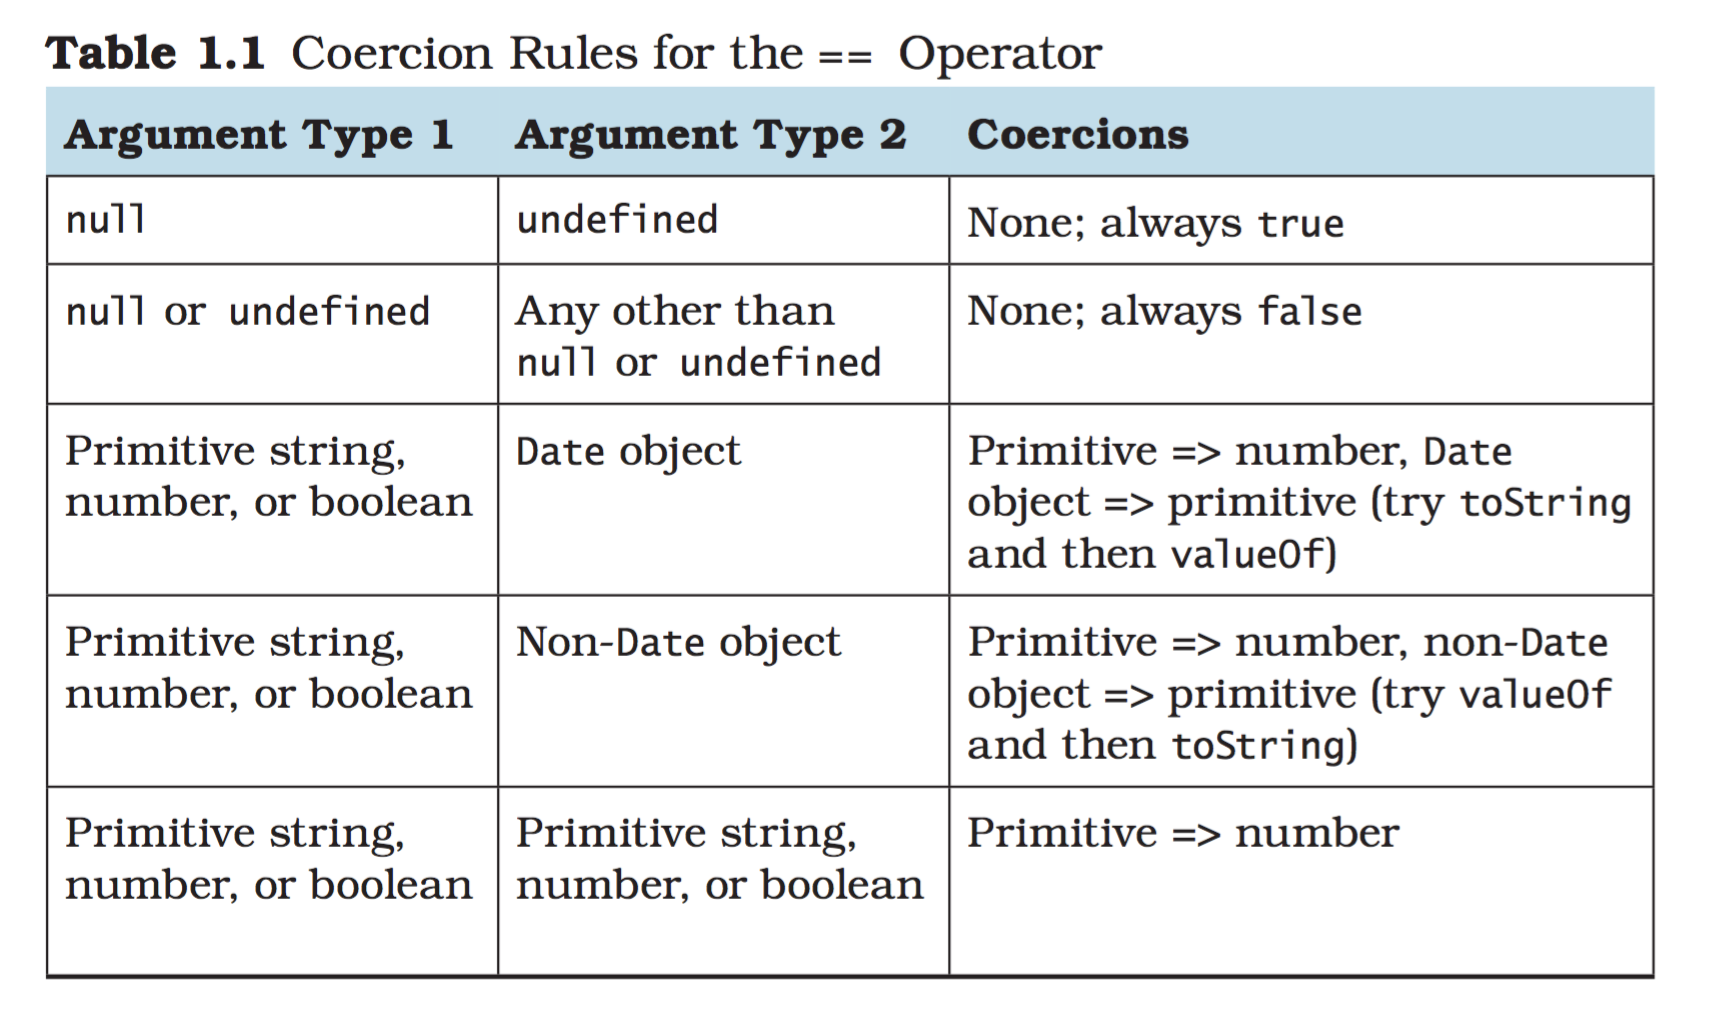 Table 1.1 Coercion Rules for the == Operator
Argument Type 1 Argument Type 2 Coercions
null undefined None; always true
null or undefined Any other than None; always false
null or undefined
Primitive string, Date object Primitive => number, Date
number, or boolean object => primitive (try toString
and then valueOf)
Primitive string, Non-Date object Primitive => number, non-Date
number, or boolean object => primitive (try valueOf
and then toString)
Primitive string, Primitive string, Primitive => number
number, or boolean number, or boolean